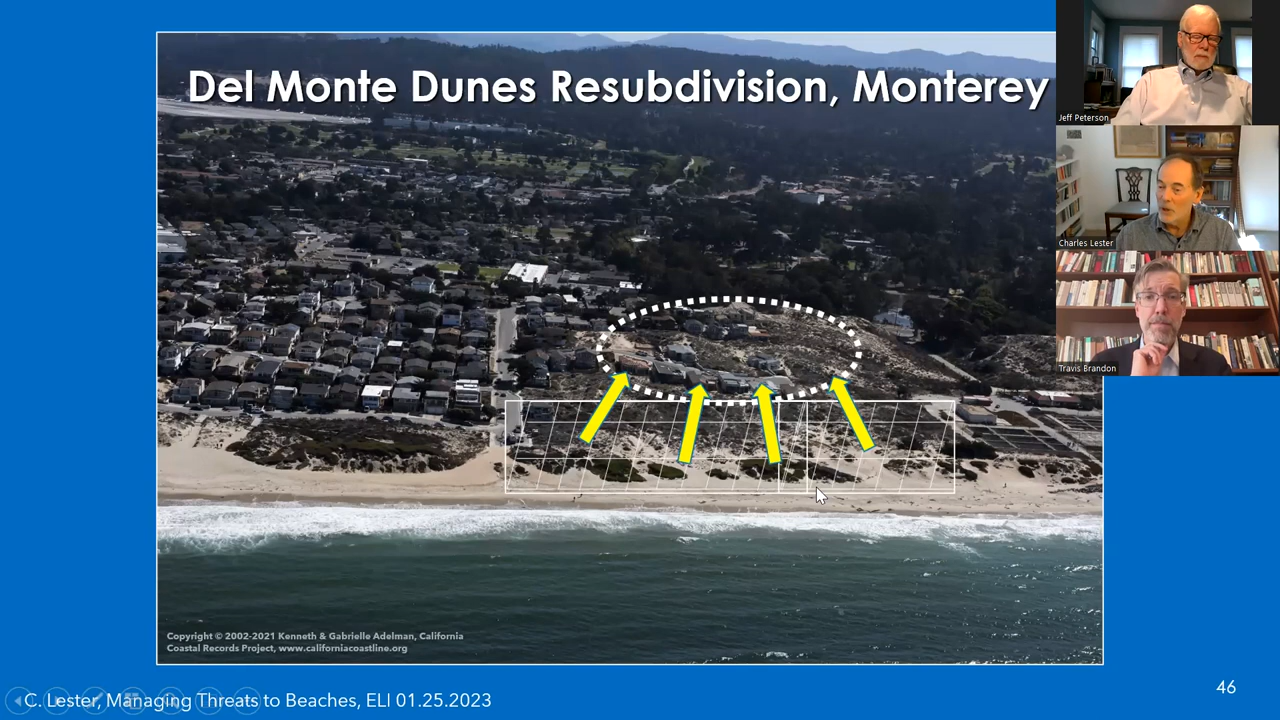 Del Monte Dunes Resubdivision, Monterey
Jeff Peterson
Charles Lester
Travis Brandon
Copyright © 2002-2021 Kenneth & Gabrielle Adelman, California
Coastal Records Project, www.californiacoastline.org
C. Lester, Managing Threats to Beaches, ELI 01.25.2023
46